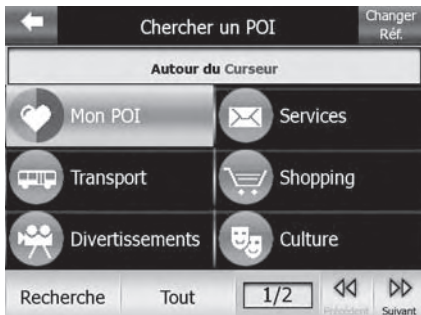 Chercher un POI
Changer
Réf.
Autour du Curseur
Mon POI
Services
Transport
Shopping
Divertissements
Culture
Recherche
Tout
1/2
Précédent
Suivant